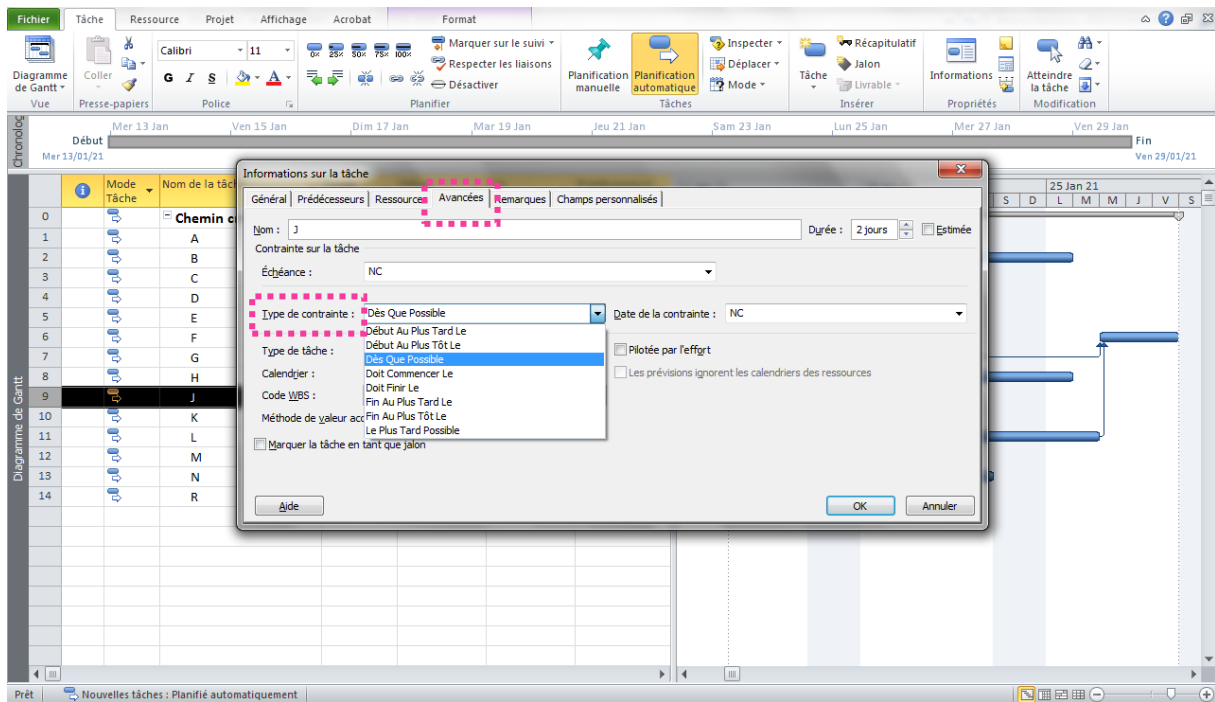 Fichier Tâche Ressource Projet Affichage Acrobat Format
Diagramme de Gantt
Vue
Coller
Presse-papiers
Calibri 11
G I S A
Police
0% 25% 50% 75% 100%
Marquer sur le suivi
Respecter les liaisons
Désactiver
Planifier
Planification manuelle
Planification automatique
Inspecter
Déplacer
Mode
Tâches
Tâche
Récapitulatif
Jalon
Livrable
Insérer
Informations
Propriétés
Atteindre la tâche
Modification
Chronolog
Mer 13 Jan Ven 15 Jan Dim 17 Jan Mar 19 Jan Jeu 21 Jan Sam 23 Jan Lun 25 Jan Mer 27 Jan Ven 29 Jan
Début
Mer 13/01/21
Fin
Ven 29/01/21
Mode Tâche
Nom de la tâch
25 Jan 21
S D L M M J V S
0 Chemin c
1 A
2 B
3 C
4 D
5 E
6 F
7 G
8 H
9 J
10 K
11 L
12 M
13 N
14 R
Diagramme de Gantt
Informations sur la tâche
Général Prédécesseurs Ressources Avancées Remarques Champs personnalisés
Nom : J
Durée : 2 jours
Estimée
Contrainte sur la tâche
Échéance : NC
Type de contrainte : Dès Que Possible
Date de la contrainte : NC
Début Au Plus Tard Le
Début Au Plus Tôt Le
Dès Que Possible
Doit Commencer Le
Doit Finir Le
Fin Au Plus Tard Le
Fin Au Plus Tôt Le
Le Plus Tard Possible
Type de tâche :
Pilotée par l'effort
Calendrier :
Les prévisions ignorent les calendriers des ressources
Code WBS :
Méthode de valeur acc
Marquer la tâche en tant que jalon
Aide
OK
Annuler
Prêt
Nouvelles tâches : Planifié automatiquement